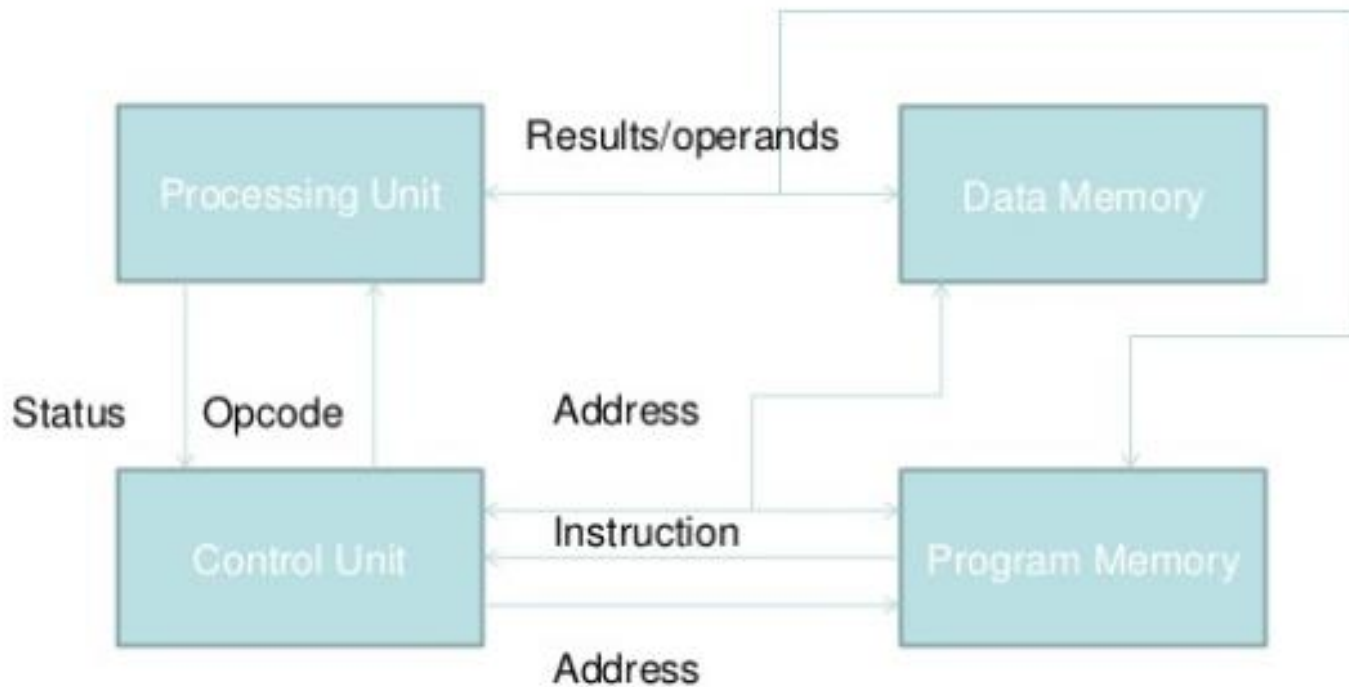 Results/operands
Processing Unit
Data Memory
Status
Opcode
Address
Instruction
Control Unit
Program Memory
Address